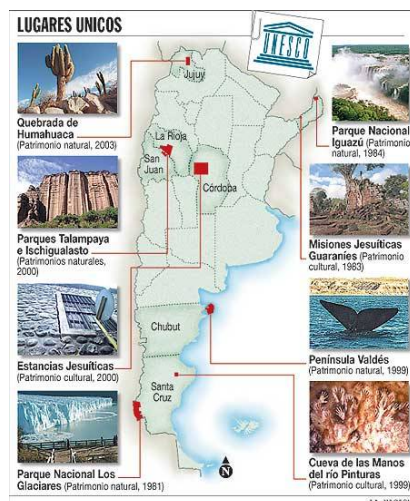 LUGARES UNICOS
UNESCO
Quebrada de
Humahuaca
(Patrimonio natural, 2003)
Parques Talampaya
e Ischigualasto
(Patrimonios naturales,
2000)
Estancias Jesuíticas
(Patrimonio cultural, 2000)
Parque Nacional Los
Glaciares (Patrimonio natural, 1981)
Jujuy
La Rioja
San
Juan
Córdoba
Chubut
Santa
Cruz
N
Parque Nacional
Iguazú (Patrimonio
natural, 1984)
Misiones Jesuíticas
Guaraníes (Patrimonio
cultural, 1983)
Península Valdés
(Patrimonio natural, 1999)
Cueva de las Manos
del río Pinturas
(Patrimonio cultural, 1999)